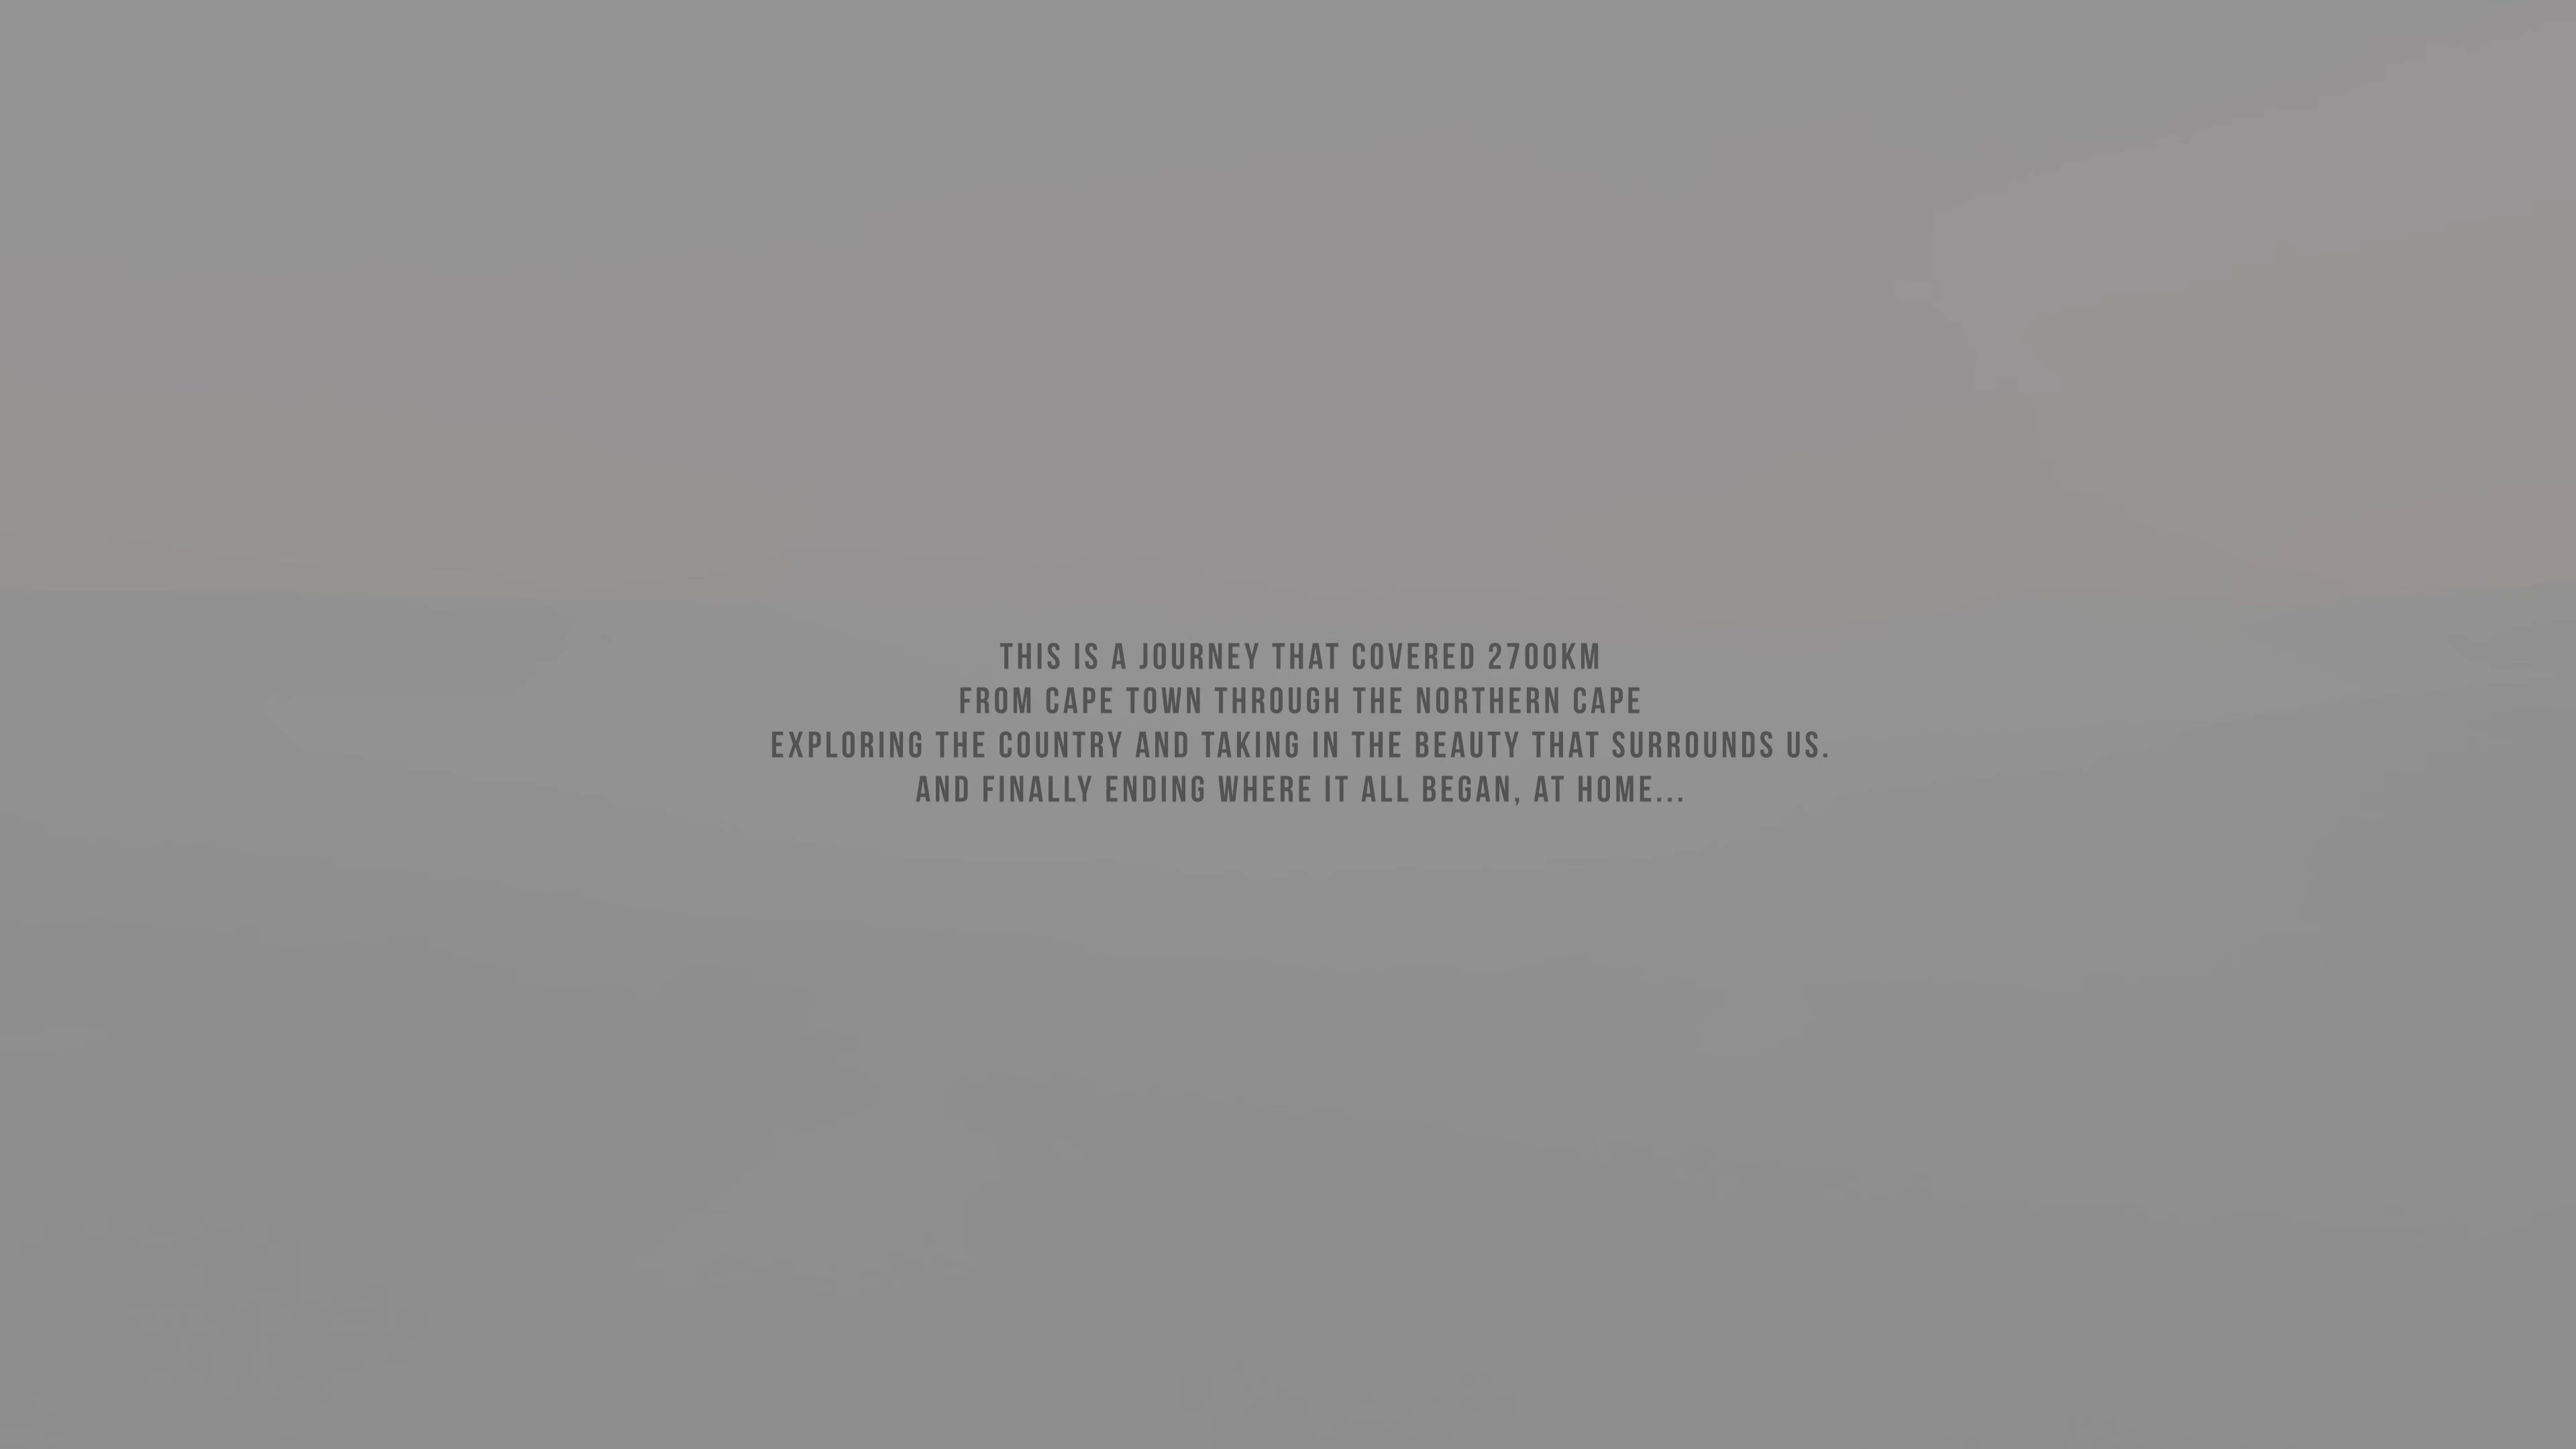 THIS IS A JOURNEY THAT COVERED 2700KM
FROM CAPE TOWN THROUGH THE NORTHERN CAPE
EXPLORING THE COUNTRY AND TAKING IN THE BEAUTY THAT SURROUNDS US.
AND FINALLY ENDING WHERE IT ALL BEGAN, AT HOME...